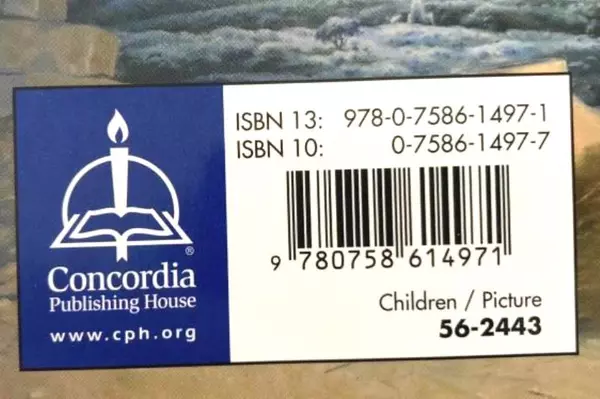 ISBN 13: 978-0-7586-1497-1
ISBN 10: 0-7586-1497-7
9 780758 614971
Children / Picture
56-2443
®
Concordia
Publishing House
www.cph.org